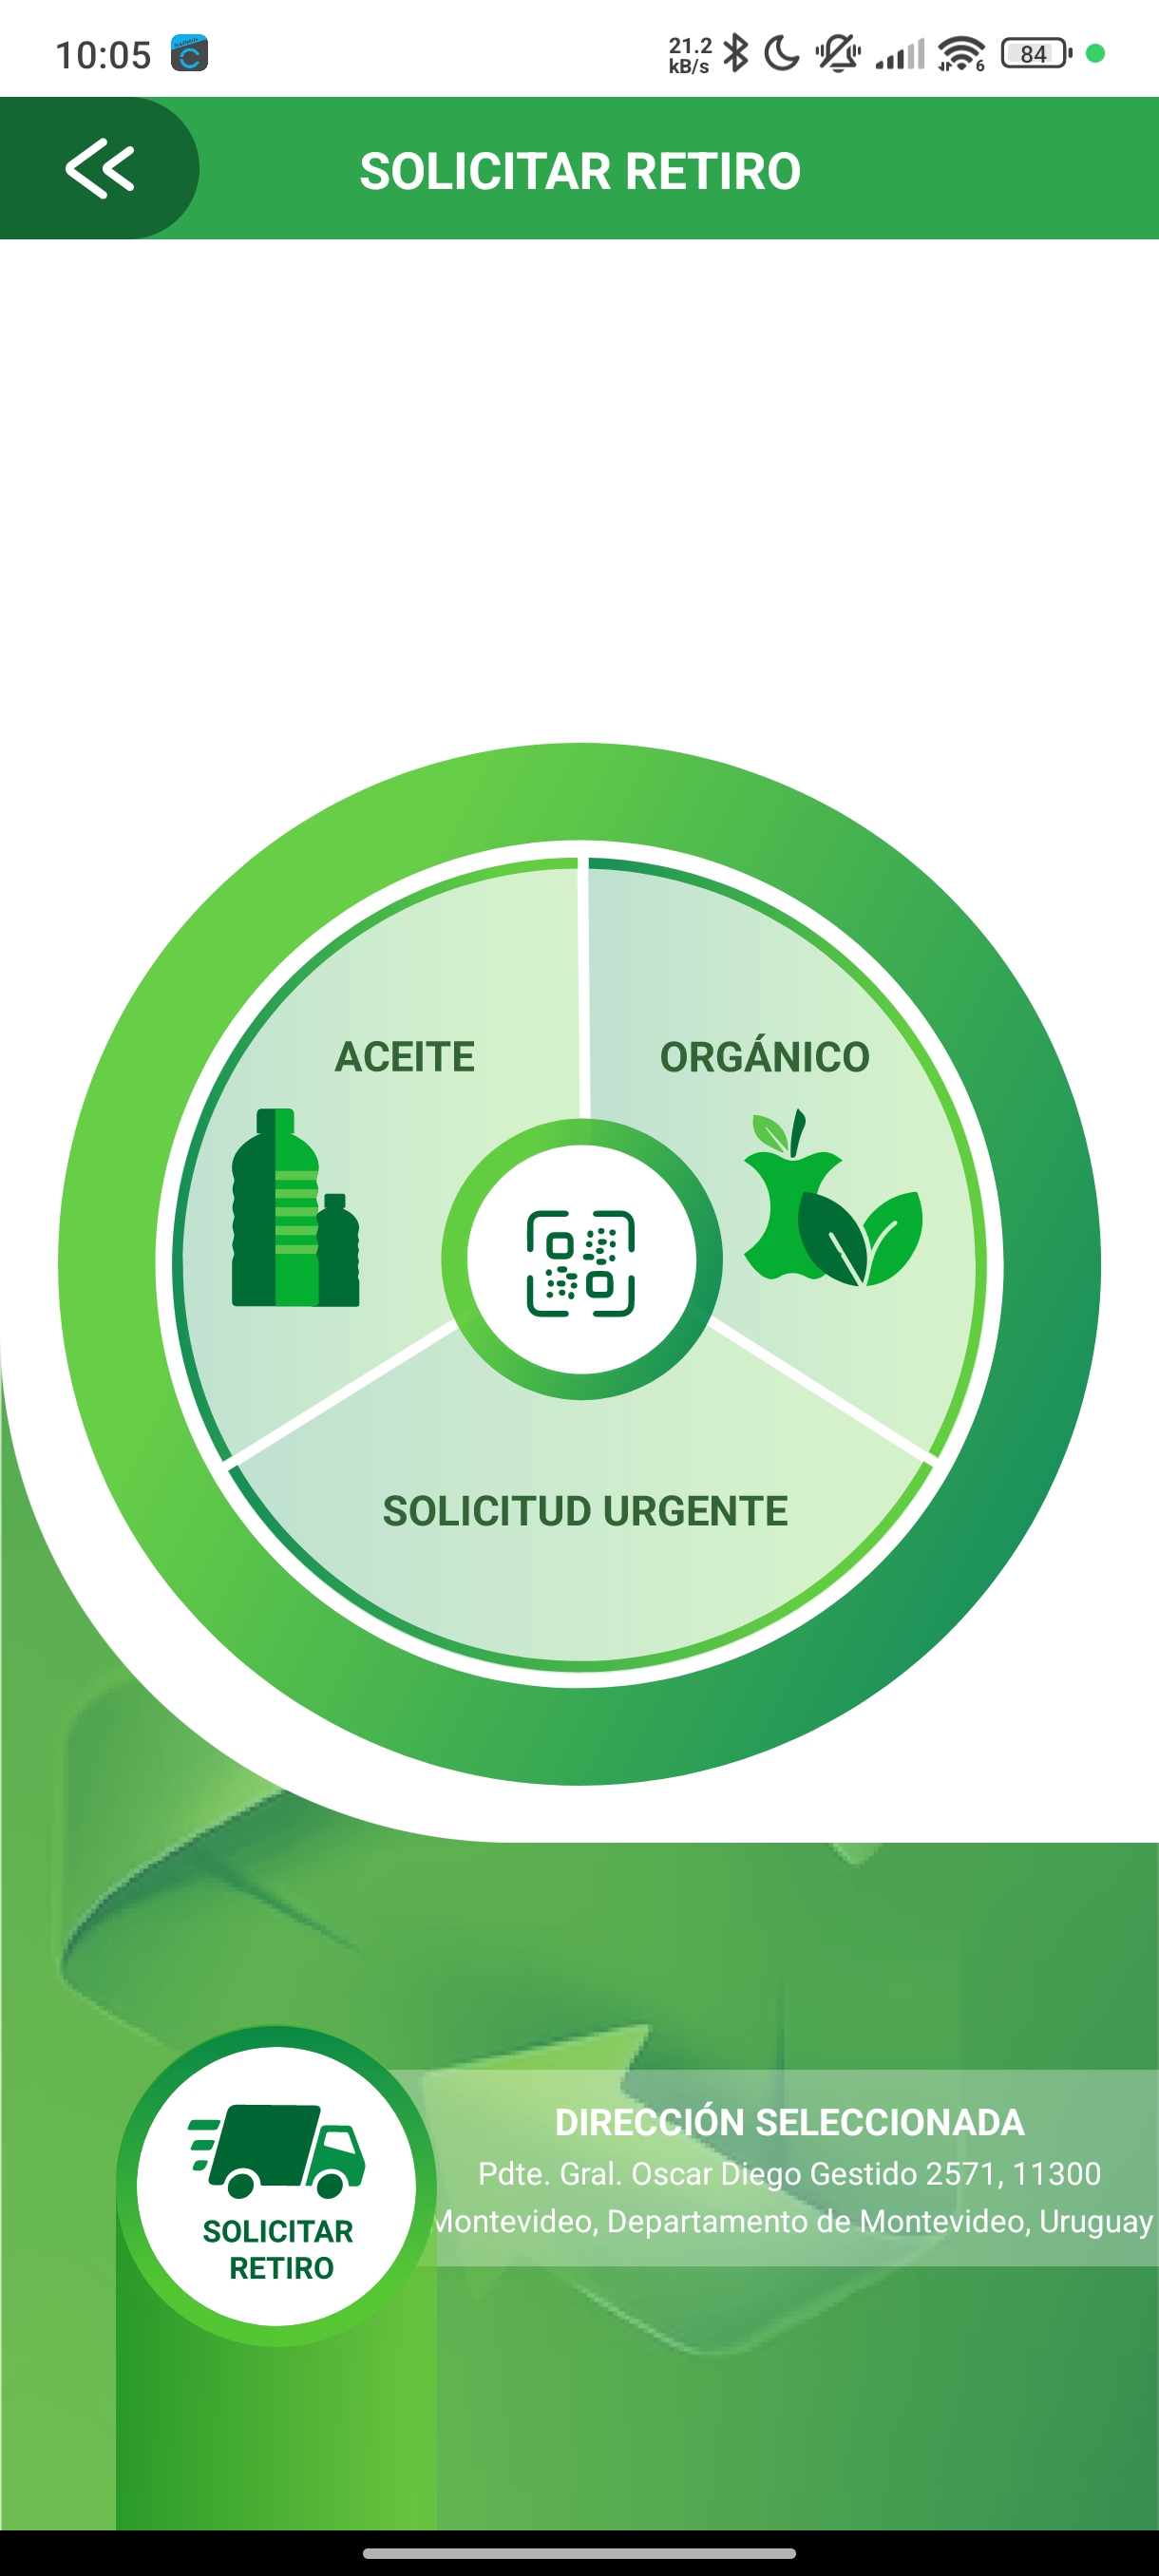 10:05
21.2
kB/s
6
84
SOLICITAR RETIRO
ACEITE
ORGÁNICO
SOLICITUD URGENTE
SOLICITAR
RETIRO
DIRECCIÓN SELECCIONADA
Pdte. Gral. Oscar Diego Gestido 2571, 11300
Montevideo, Departamento de Montevideo, Uruguay